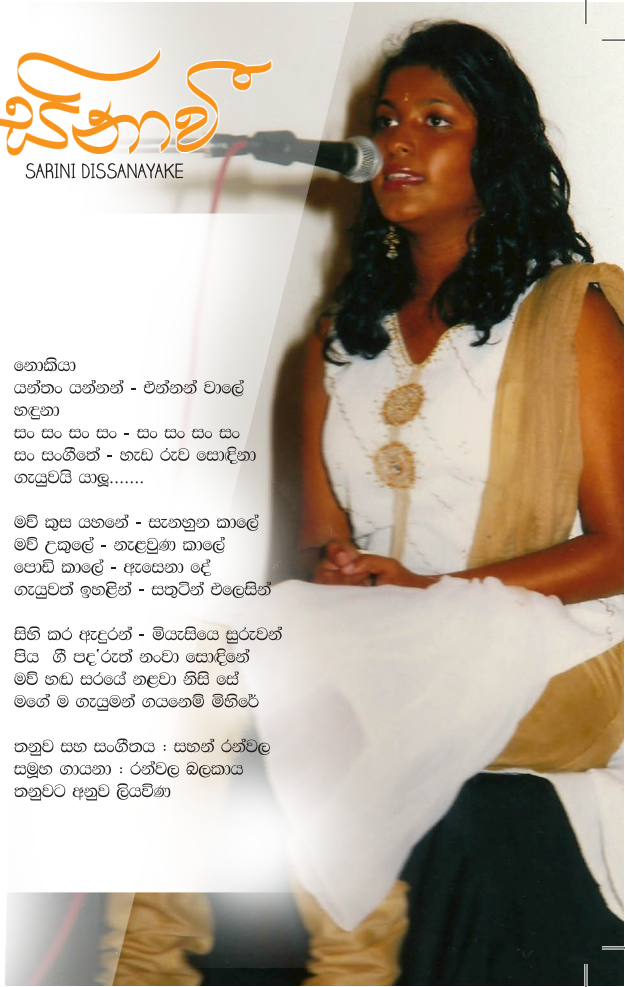 සිනාවී
SARINI DISSANAYAKE
නොකියා
යන්තං යන්නන් - එන්නන් වාලේ
හඳුනා
සං සං සං සං - සං සං සං සං
සං සංගීතේ - හැඩ රුව සොඳිනා
ගැයුවයි යාලූ.......
මව් කුස යහනේ - සැනහුන කාලේ
මව් උකුලේ - නැළවුණ කාලේ
පොඩි කාලේ - ඇසෙනා දේ
ගැයුවත් ඉහළින් - සතුටින් එලෙසින්
සිහි කර ඇදුරන් - මියැසියෙ සුරුවන්
පිය ගී පද'රුත් නංවා සොඳිනේ
මව් හඬ සරයේ නළවා නිසි සේ
මගේ ම ගැයුමන් ගයනෙමි මිහිරේ
තනුව සහ සංගීතය : සහන් රන්වල
සමූහ ගායනා : රන්වල බලකාය
තනුවට අනුව ලියවිණ